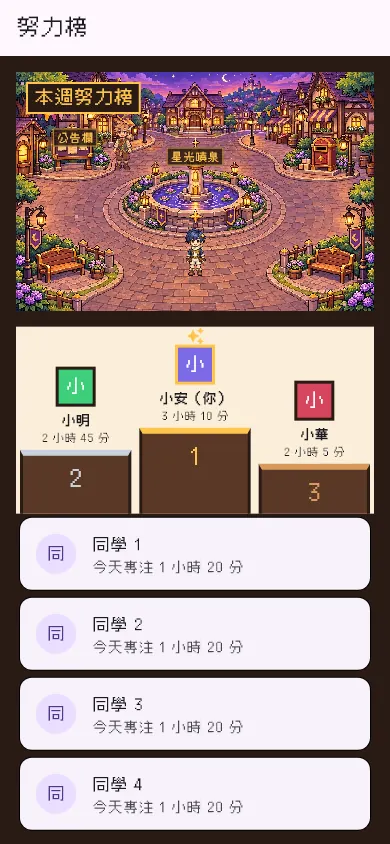 努力榜
本週努力榜
公告欄
星光噴泉
小
小安（你）
3 小時 10 分
1
小
小明
2 小時 45 分
2
小
小華
2 小時 5 分
3
同
同學 1
今天專注 1 小時 20 分
同
同學 2
今天專注 1 小時 20 分
同
同學 3
今天專注 1 小時 20 分
同
同學 4
今天專注 1 小時 20 分